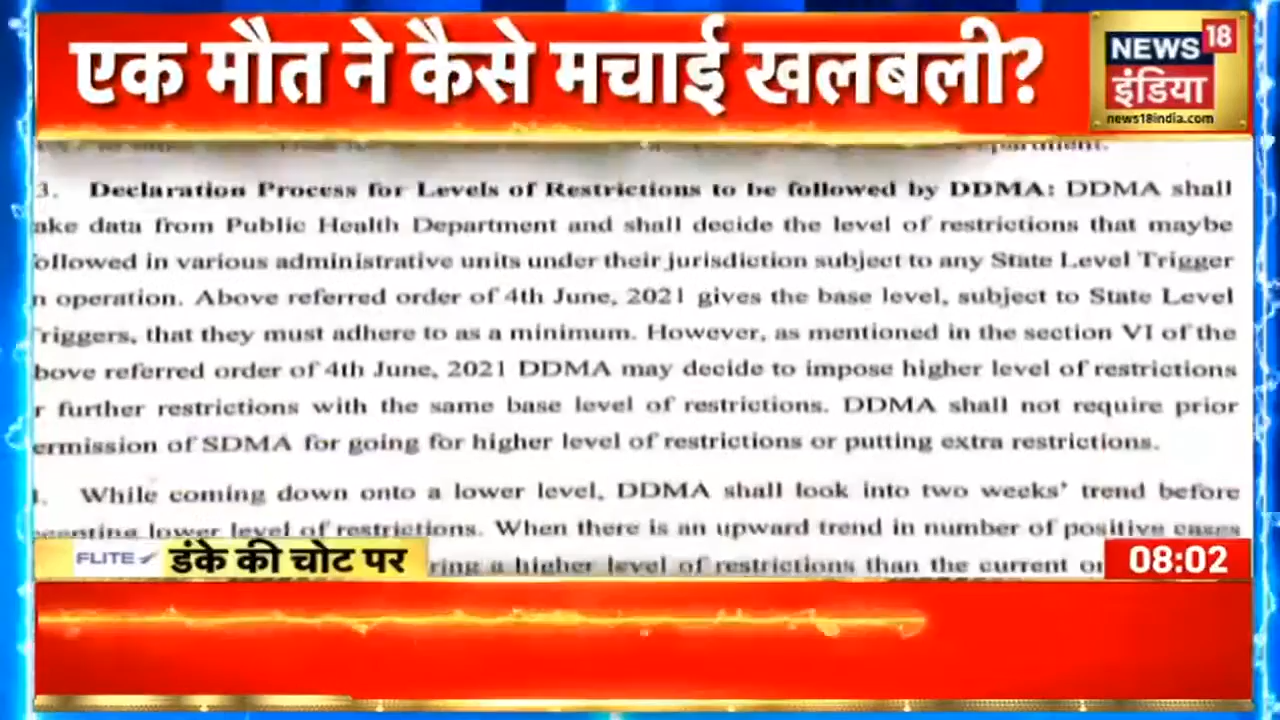 एक मौत ने कैसे मचाई खलबली?
NEWS 18
इंडिया
news18india.com
3. Declaration Process for Levels of Restrictions to be followed by DDMA: DDMA shall
ake data from Public Health Department and shall decide the level of restrictions that maybe
ollowed in various administrative units under their jurisdiction subject to any State Level Trigger
n operation. Above referred order of 4th June, 2021 gives the base level, subject to State Level
riggers, that they must adhere to as a minimum. However, as mentioned in the section VI of the
bove referred order of 4th June, 2021 DDMA may decide to impose higher level of restrictions
r further restrictions with the same base level of restrictions. DDMA shall not require prior
ermission of SDMA for going for higher level of restrictions or putting extra restrictions.
While coming down onto a lower level, DDMA shall look into two weeks' trend before
lower level of restrictions. When there is an upward trend in number of positive cases
ring a higher level of restrictions than the current or
FLITE डंके की चोट पर
08:02